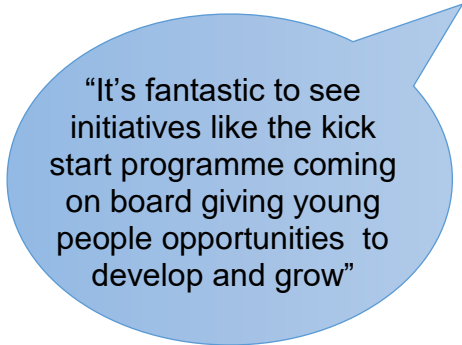 “It’s fantastic to see
initiatives like the kick
start programme coming
on board giving young
people opportunities  to
develop and grow”